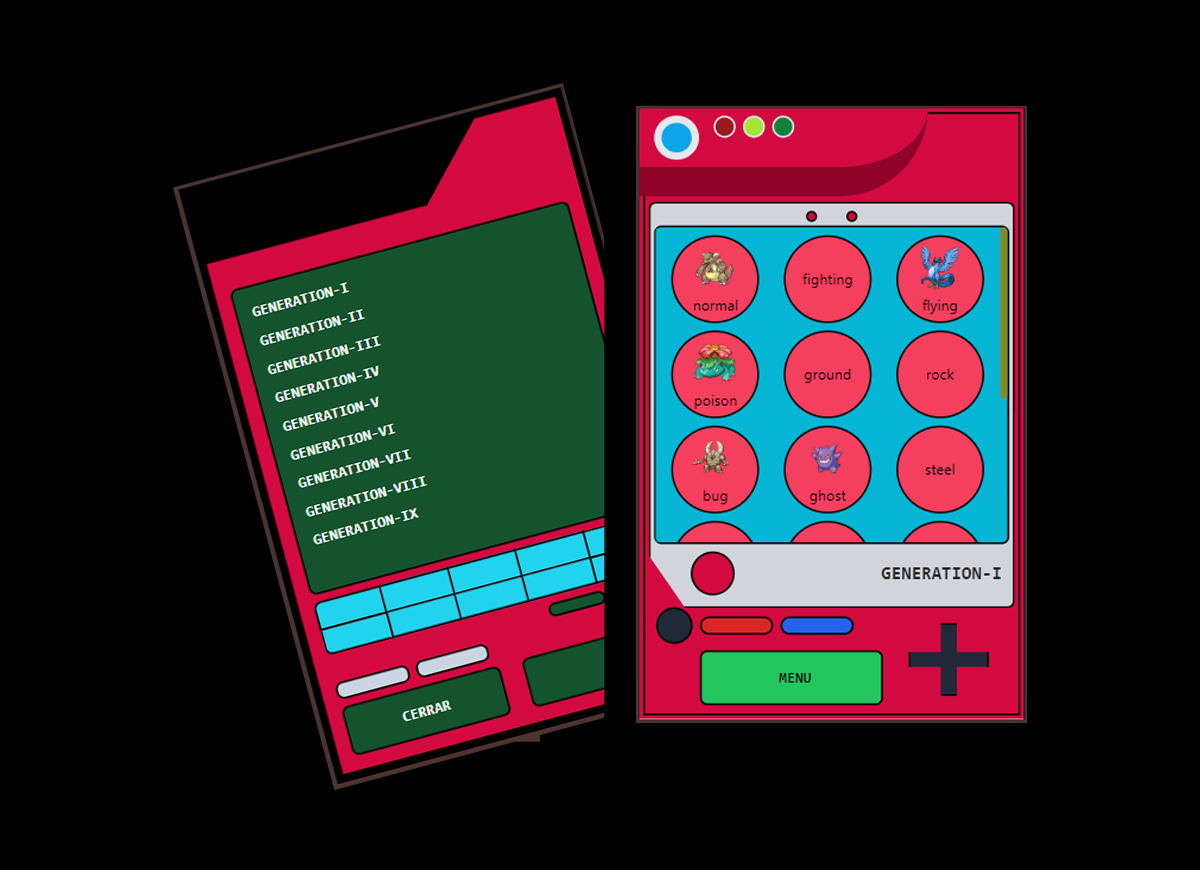 GENERATION-I
GENERATION-II
GENERATION-III
GENERATION-IV
GENERATION-V
GENERATION-VI
GENERATION-VII
GENERATION-VIII
GENERATION-IX
CERRAR
normal
fighting
flying
poison
ground
rock
bug
ghost
steel
GENERATION-I
MENU